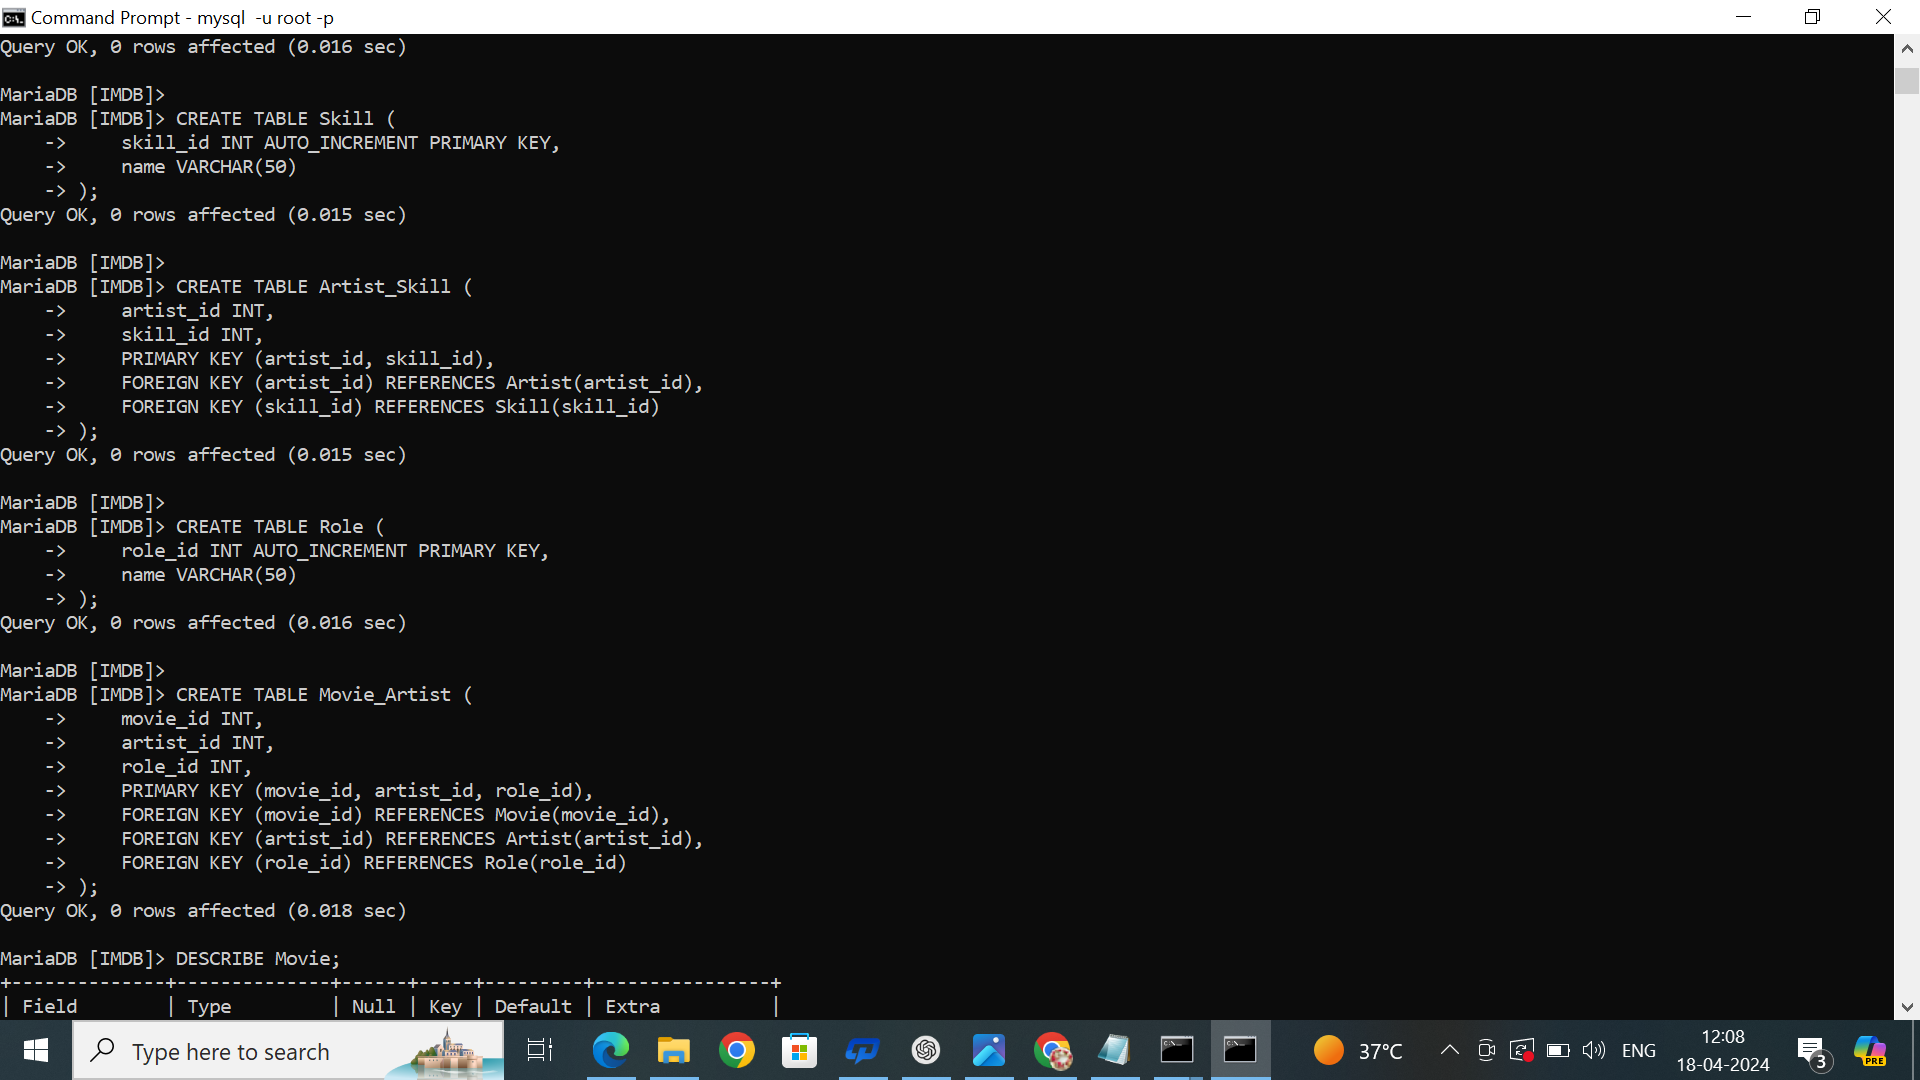 Command Prompt - mysql  -u root -p
Query OK, 0 rows affected (0.016 sec)
MariaDB [IMDB]>
MariaDB [IMDB]> CREATE TABLE Skill (
    ->     skill_id INT AUTO_INCREMENT PRIMARY KEY,
    ->     name VARCHAR(50)
    -> );
Query OK, 0 rows affected (0.015 sec)
MariaDB [IMDB]>
MariaDB [IMDB]> CREATE TABLE Artist_Skill (
    ->     artist_id INT,
    ->     skill_id INT,
    ->     PRIMARY KEY (artist_id, skill_id),
    ->     FOREIGN KEY (artist_id) REFERENCES Artist(artist_id),
    ->     FOREIGN KEY (skill_id) REFERENCES Skill(skill_id)
    -> );
Query OK, 0 rows affected (0.015 sec)
MariaDB [IMDB]>
MariaDB [IMDB]> CREATE TABLE Role (
    ->     role_id INT AUTO_INCREMENT PRIMARY KEY,
    ->     name VARCHAR(50)
    -> );
Query OK, 0 rows affected (0.016 sec)
MariaDB [IMDB]>
MariaDB [IMDB]> CREATE TABLE Movie_Artist (
    ->     movie_id INT,
    ->     artist_id INT,
    ->     role_id INT,
    ->     PRIMARY KEY (movie_id, artist_id, role_id),
    ->     FOREIGN KEY (movie_id) REFERENCES Movie(movie_id),
    ->     FOREIGN KEY (artist_id) REFERENCES Artist(artist_id),
    ->     FOREIGN KEY (role_id) REFERENCES Role(role_id)
    -> );
Query OK, 0 rows affected (0.018 sec)
MariaDB [IMDB]> DESCRIBE Movie;
+--------------+--------------+------+-----+---------+----------------+
| Field        | Type         | Null | Key | Default | Extra          |
Type here to search
37°C
ENG
12:08
18-04-2024
3
PRE